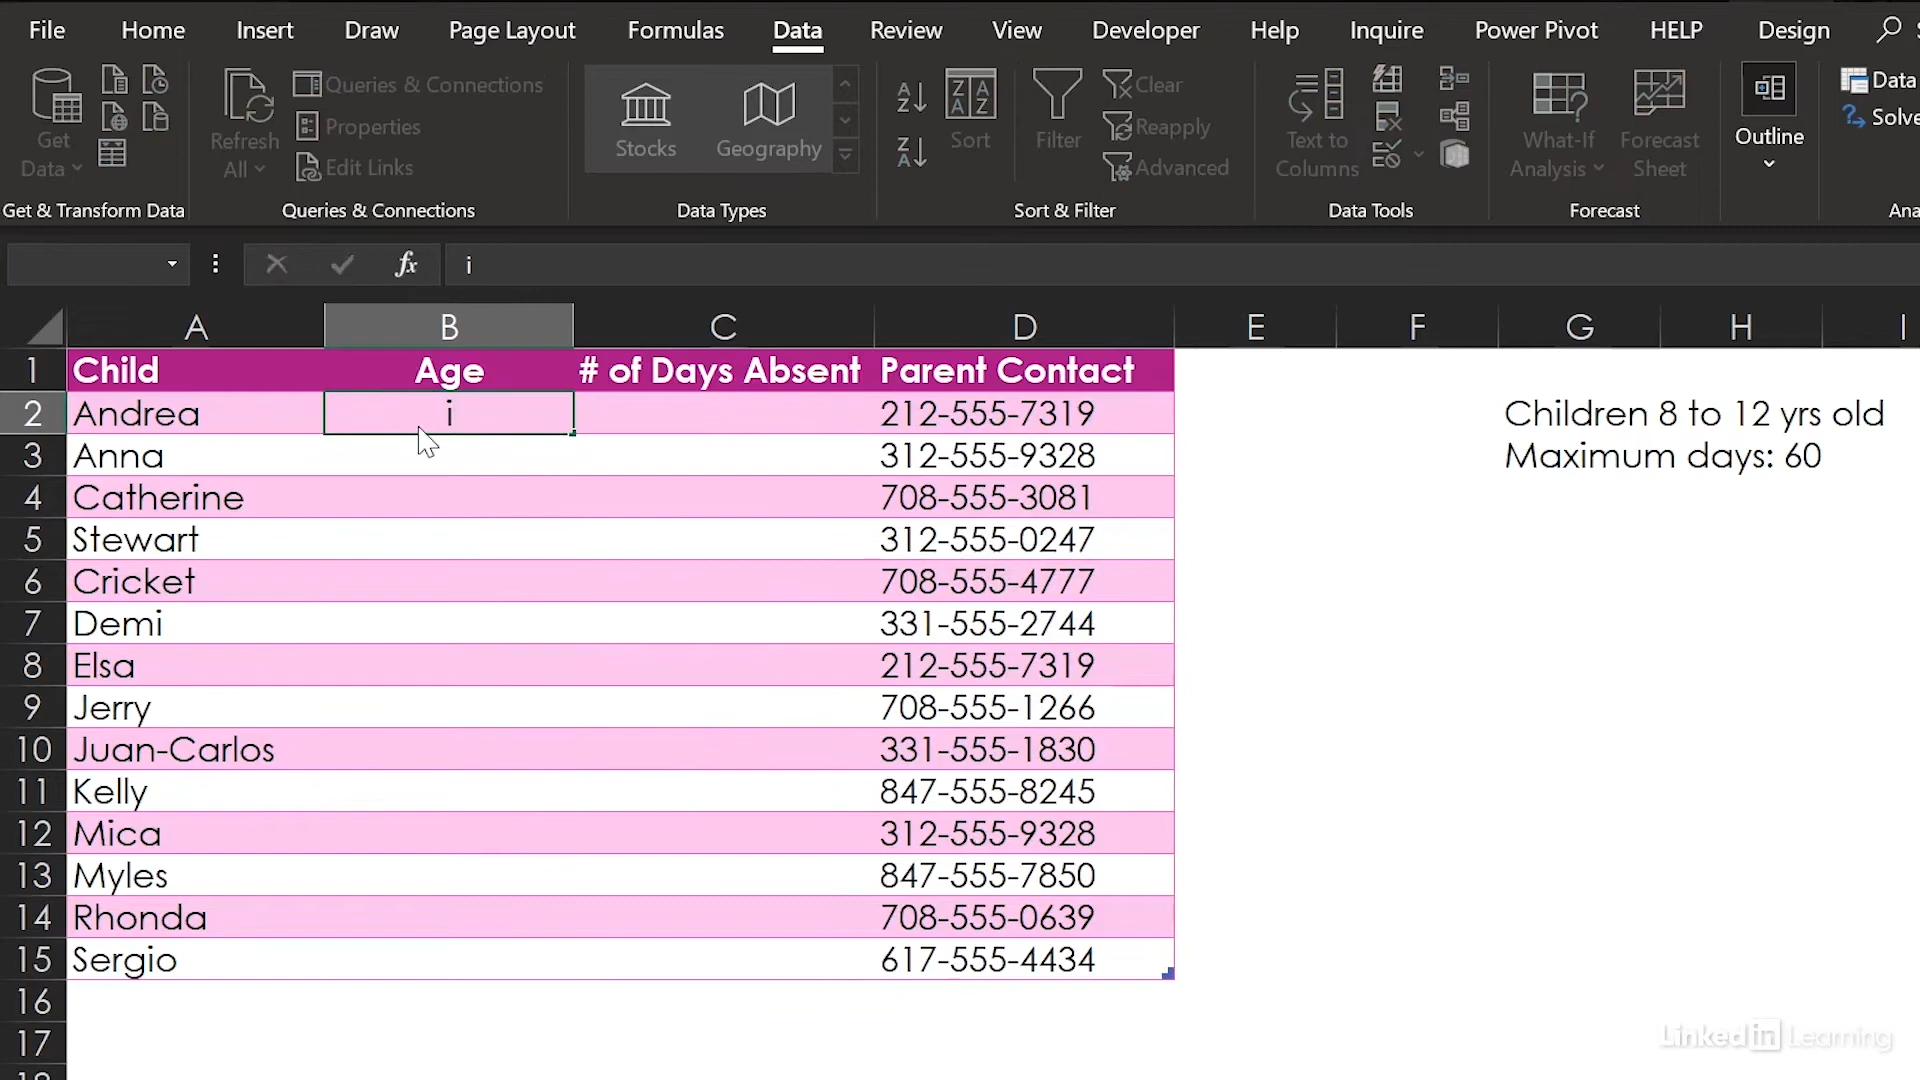 File Home Insert Draw Page Layout Formulas Data Review View Developer Help Inquire Power Pivot HELP Design
Get Data
Refresh All
Queries & Connections
Properties
Edit Links
Stocks
Geography
Sort
Filter
Clear
Reapply
Advanced
Text to Columns
What-If Analysis
Forecast Sheet
Outline
Data
Get & Transform Data Queries & Connections Data Types Sort & Filter Data Tools Forecast
fx i
A B C D E F G H I
1 Child Age # of Days Absent Parent Contact
2 Andrea i 212-555-7319 Children 8 to 12 yrs old
3 Anna 312-555-9328 Maximum days: 60
4 Catherine 708-555-3081
5 Stewart 312-555-0247
6 Cricket 708-555-4777
7 Demi 331-555-2744
8 Elsa 212-555-7319
9 Jerry 708-555-1266
10 Juan-Carlos 331-555-1830
11 Kelly 847-555-8245
12 Mica 312-555-9328
13 Myles 847-555-7850
14 Rhonda 708-555-0639
15 Sergio 617-555-4434
16
17
LinkedIn Learning